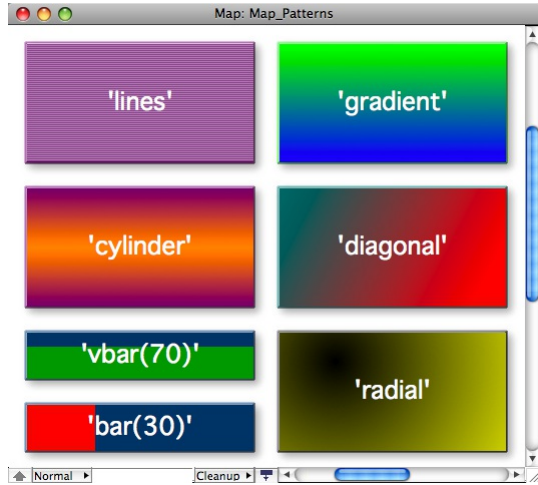 Map: Map_Patterns
'lines'
'gradient'
'cylinder'
'diagonal'
'vbar(70)'
'radial'
'bar(30)'
Normal
Cleanup